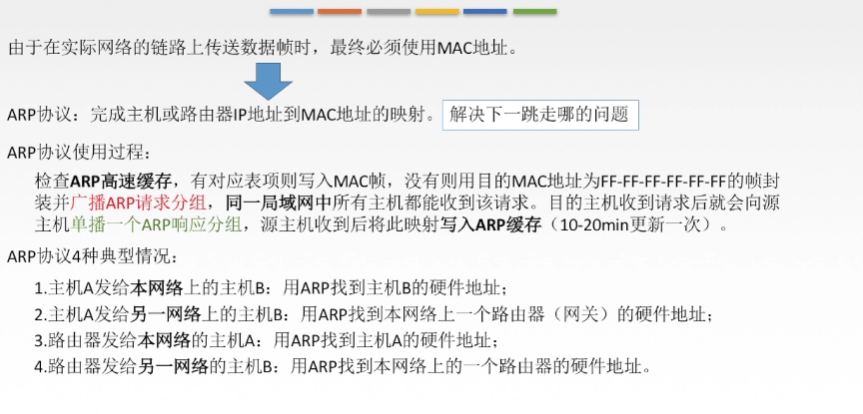 由于在实际网络的链路上传送数据帧时，最终必须使用MAC地址。
ARP协议：完成主机或路由器IP地址到MAC地址的映射。 解决下一跳走哪的问题
ARP协议使用过程：
检查ARP高速缓存，有对应表项则写入MAC帧，没有则用目的MAC地址为FF-FF-FF-FF-FF-FF的帧封
装并广播ARP请求分组，同一局域网中所有主机都能收到该请求。目的主机收到请求后就会向源
主机单播一个ARP响应分组，源主机收到后将此映射写入ARP缓存（10-20min更新一次）。
ARP协议4种典型情况：
1.主机A发给本网络上的主机B：用ARP找到主机B的硬件地址；
2.主机A发给另一网络上的主机B：用ARP找到本网络上一个路由器（网关）的硬件地址；
3.路由器发给本网络的主机A：用ARP找到主机A的硬件地址；
4.路由器发给另一网络的主机B：用ARP找到本网络上的一个路由器的硬件地址。